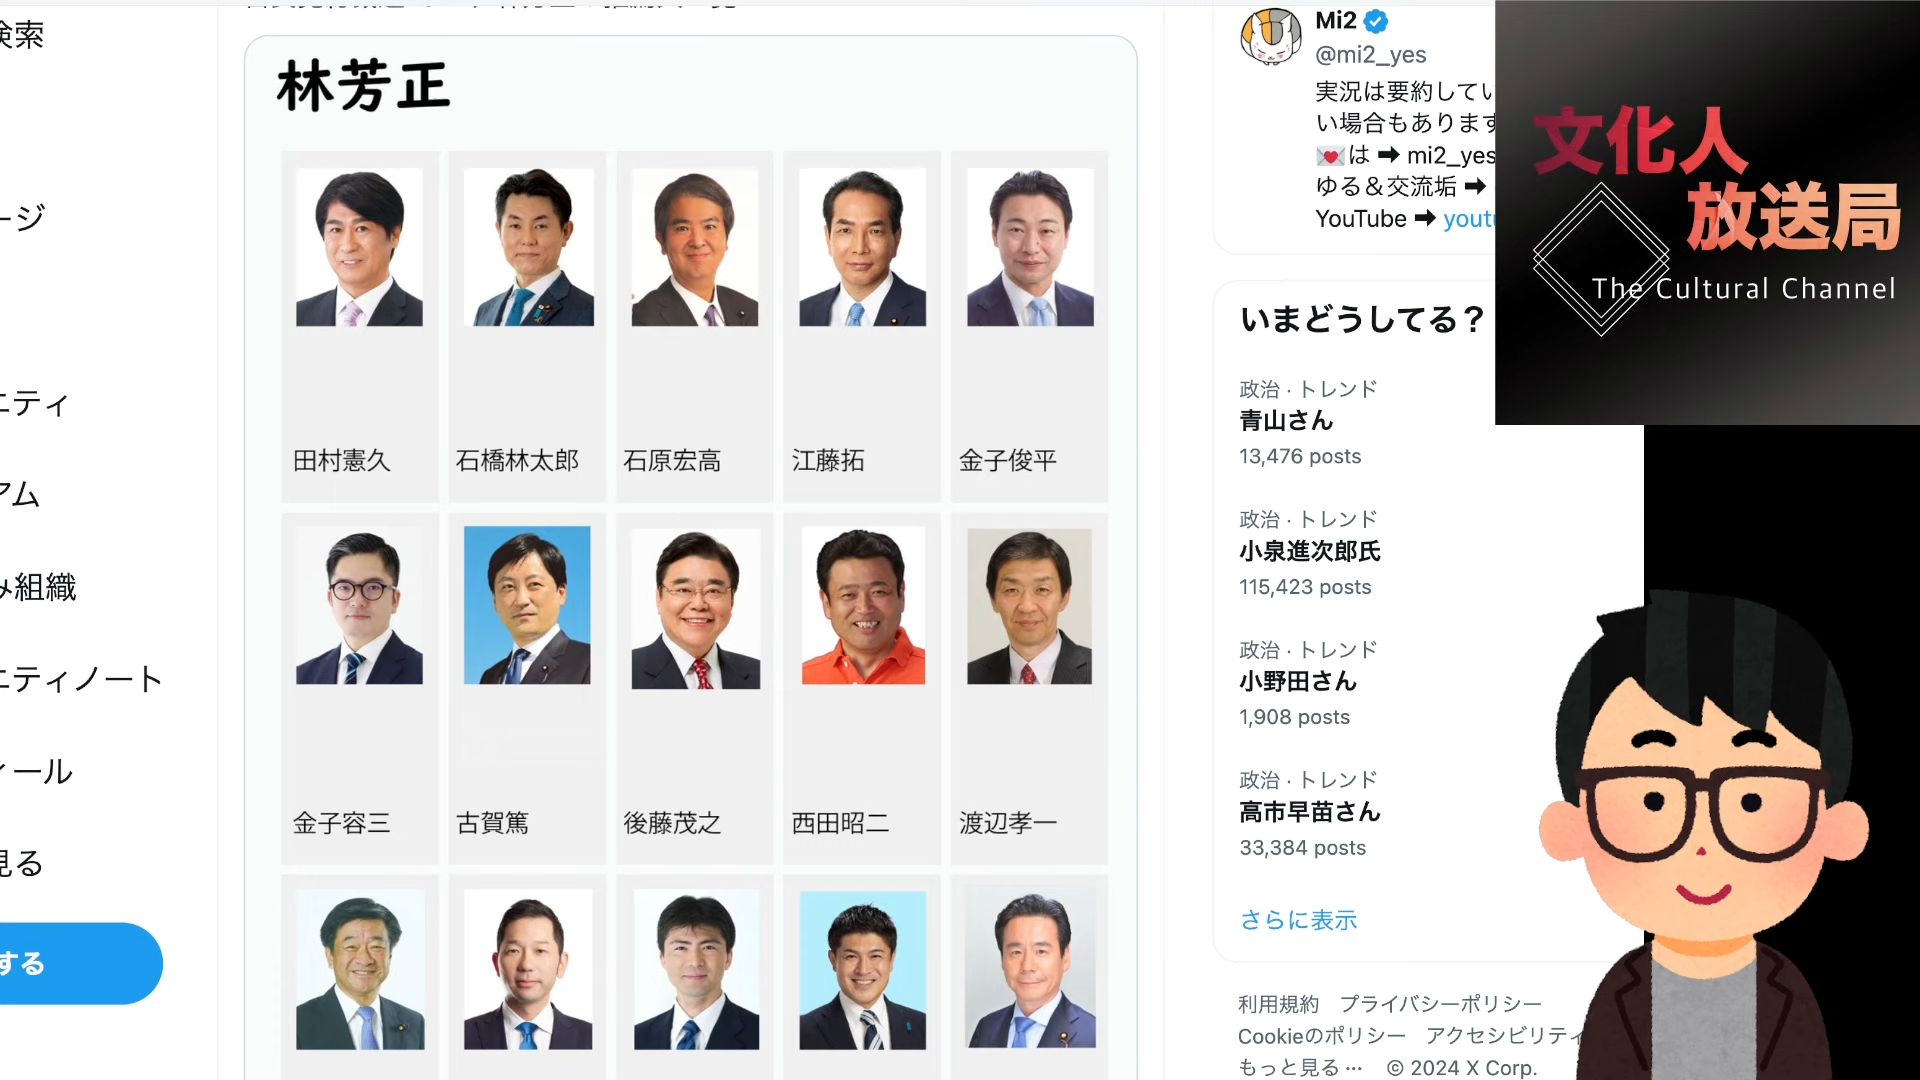 検索
ージ
ニティ
アム
み組織
ニティノート
ィール
見る
する
林芳正
田村憲久 石橋林太郎 石原宏高 江藤拓 金子俊平
金子容三 古賀篤 後藤茂之 西田昭二 渡辺孝一
Mi2
@mi2_yes
実況は要約してい
い場合もあります
は ➡ mi2_yes
ゆる＆交流垢 ➡
YouTube ➡ yout
いまどうしてる？
政治 · トレンド
青山さん
13,476 posts
政治 · トレンド
小泉進次郎氏
115,423 posts
政治 · トレンド
小野田さん
1,908 posts
政治 · トレンド
高市早苗さん
33,384 posts
さらに表示
利用規約 プライバシーポリシー
Cookieのポリシー アクセシビリティ
もっと見る … © 2024 X Corp.
文化人
放送局
The Cultural Channel